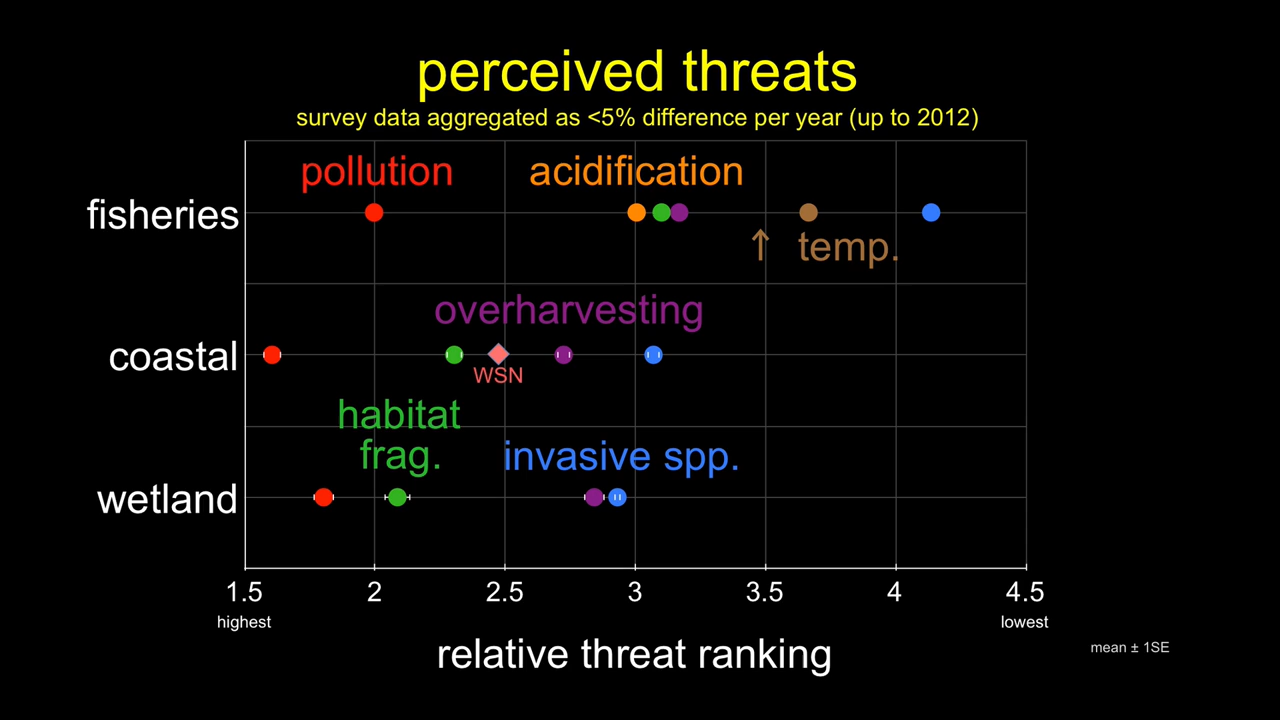 perceived threats
survey data aggregated as <5% difference per year (up to 2012)
pollution
acidification
fisheries
↑ temp.
overharvesting
coastal
WSN
habitat
frag.
invasive spp.
wetland
1.5 2 2.5 3 3.5 4 4.5
highest lowest
relative threat ranking
mean ± 1SE